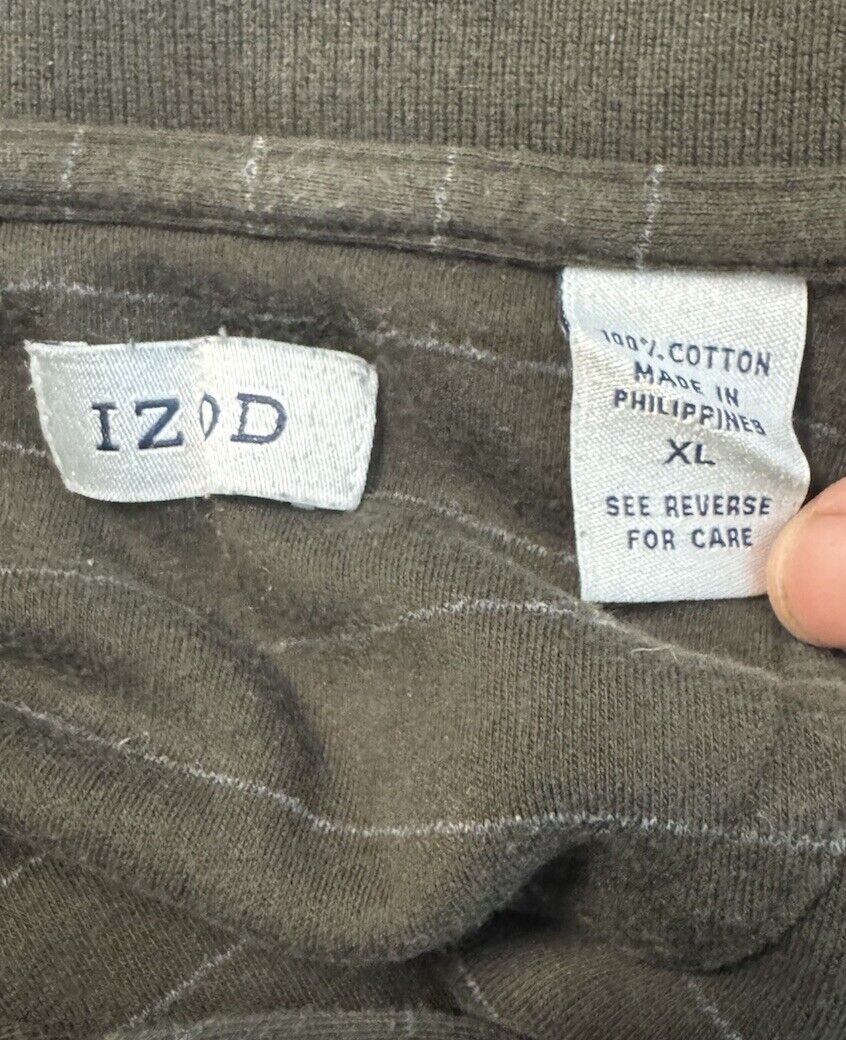 IZOD
100% COTTON
MADE IN
PHILIPPINES
XL
SEE REVERSE
FOR CARE